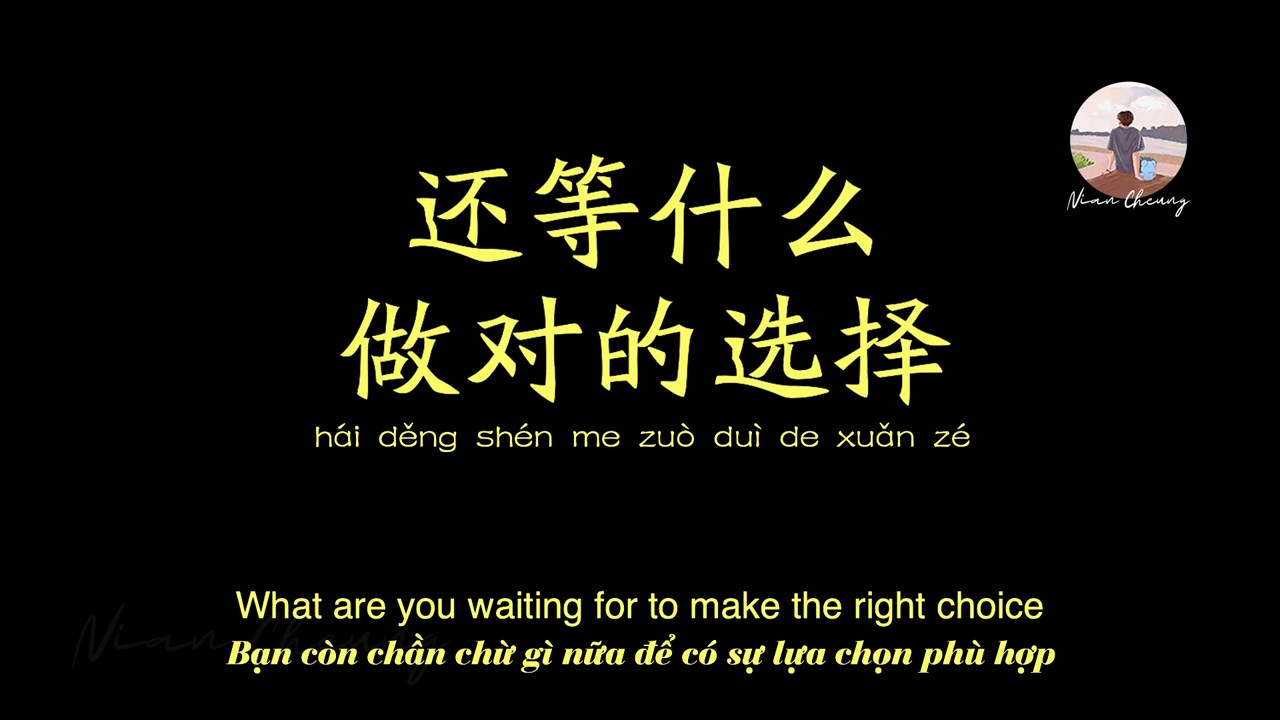 还等什么
做对的选择
hái děng shén me zuò duì de xuǎn zé
Nian Cheung
What are you waiting for to make the right choice
Nian Cheung
Bạn còn chần chừ gì nữa để có sự lựa chọn phù hợp